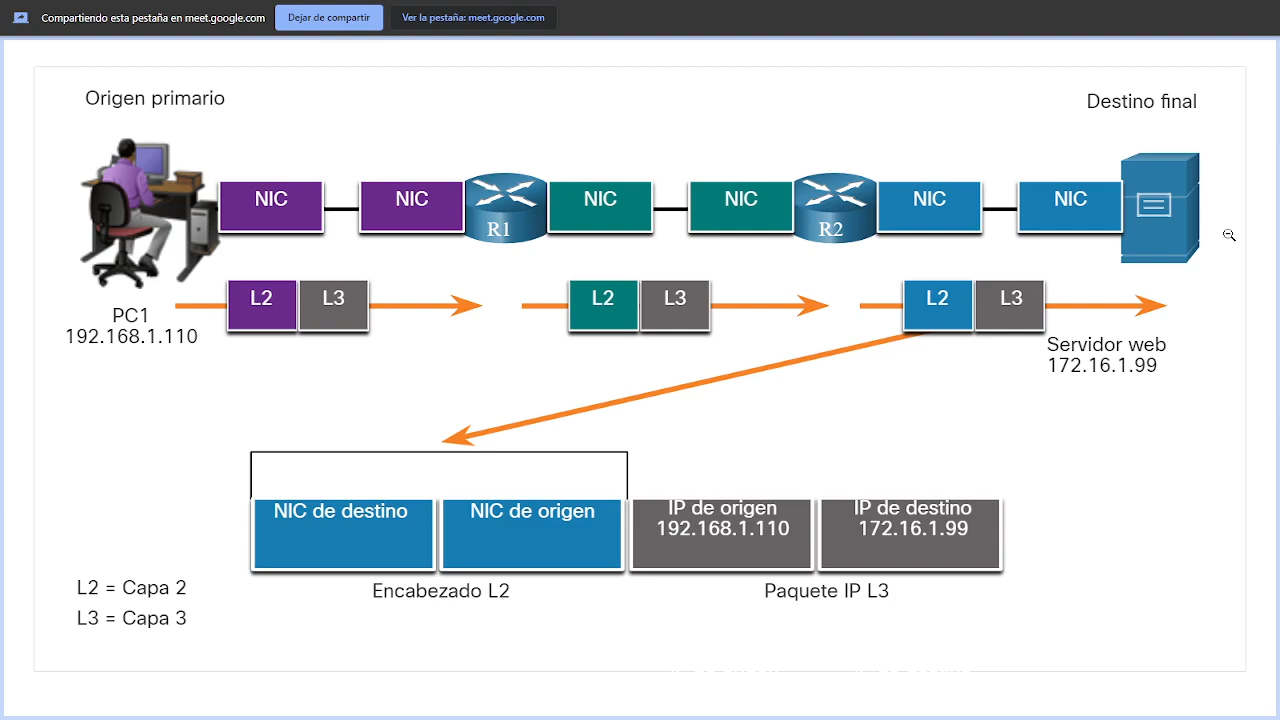 Compartiendo esta pestaña en meet.google.com
Dejar de compartir
Ver la pestaña: meet.google.com
Origen primario
Destino final
NIC
NIC
R1
NIC
NIC
R2
NIC
NIC
L2
L3
L2
L3
L2
L3
PC1
192.168.1.110
Servidor web
172.16.1.99
NIC de destino
NIC de origen
IP de origen
192.168.1.110
IP de destino
172.16.1.99
Encabezado L2
Paquete IP L3
L2 = Capa 2
L3 = Capa 3